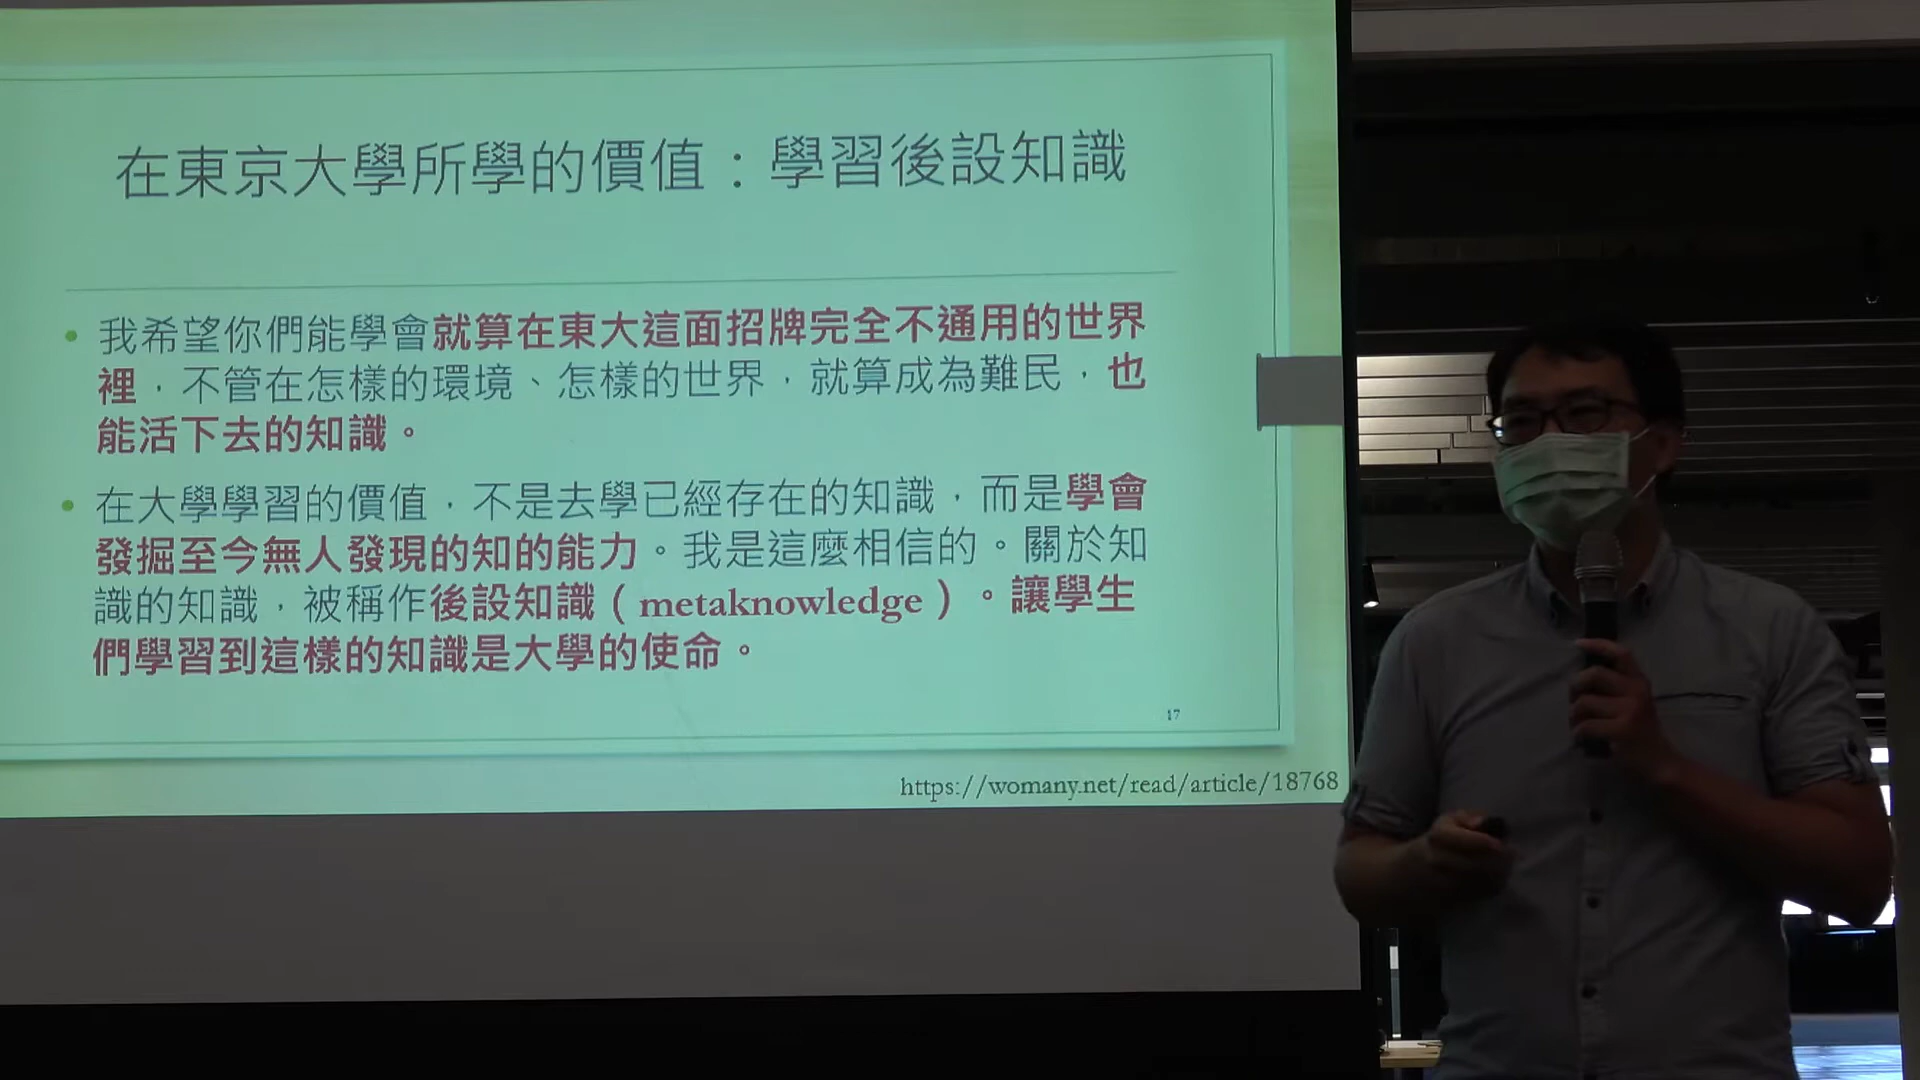 在東京大學所學的價值：學習後設知識
我希望你們能學會就算在東大這面招牌完全不通用的世界
裡，不管在怎樣的環境、怎樣的世界，就算成為難民，也
能活下去的知識。
在大學學習的價值，不是去學已經存在的知識，而是學會
發掘至今無人發現的知的能力。我是這麼相信的。關於知
識的知識，被稱作後設知識（metaknowledge）。讓學生
們學習到這樣的知識是大學的使命。
17
https://womany.net/read/article/18768